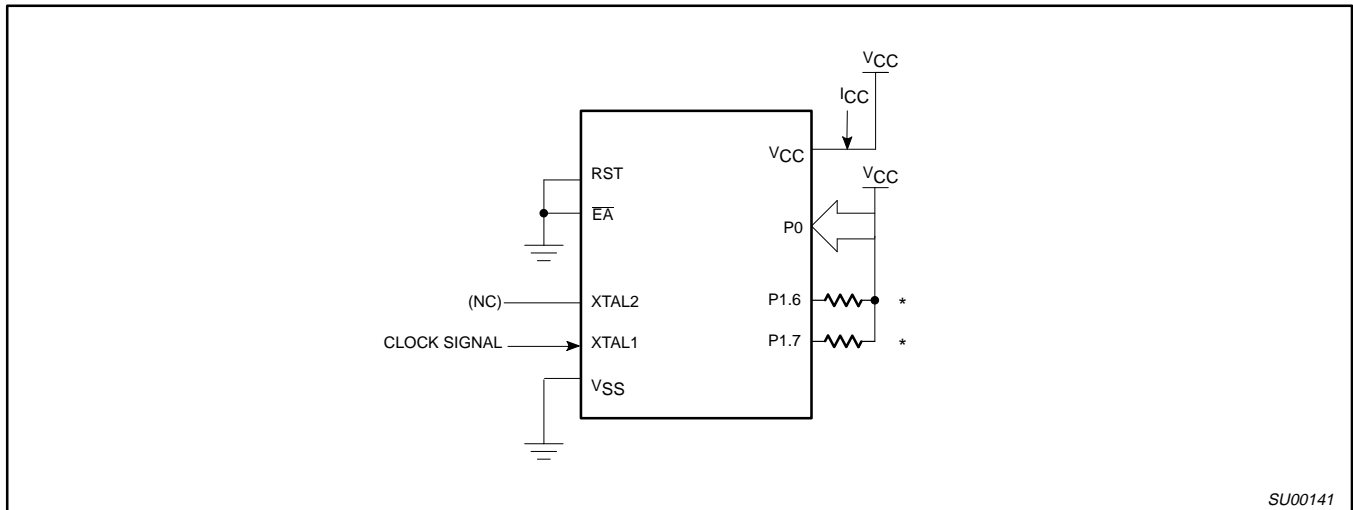 VCC
ICC
VCC
RST
VCC
EA
P0
(NC)
XTAL2
P1.6
*
CLOCK SIGNAL
XTAL1
P1.7
*
VSS
SU00141